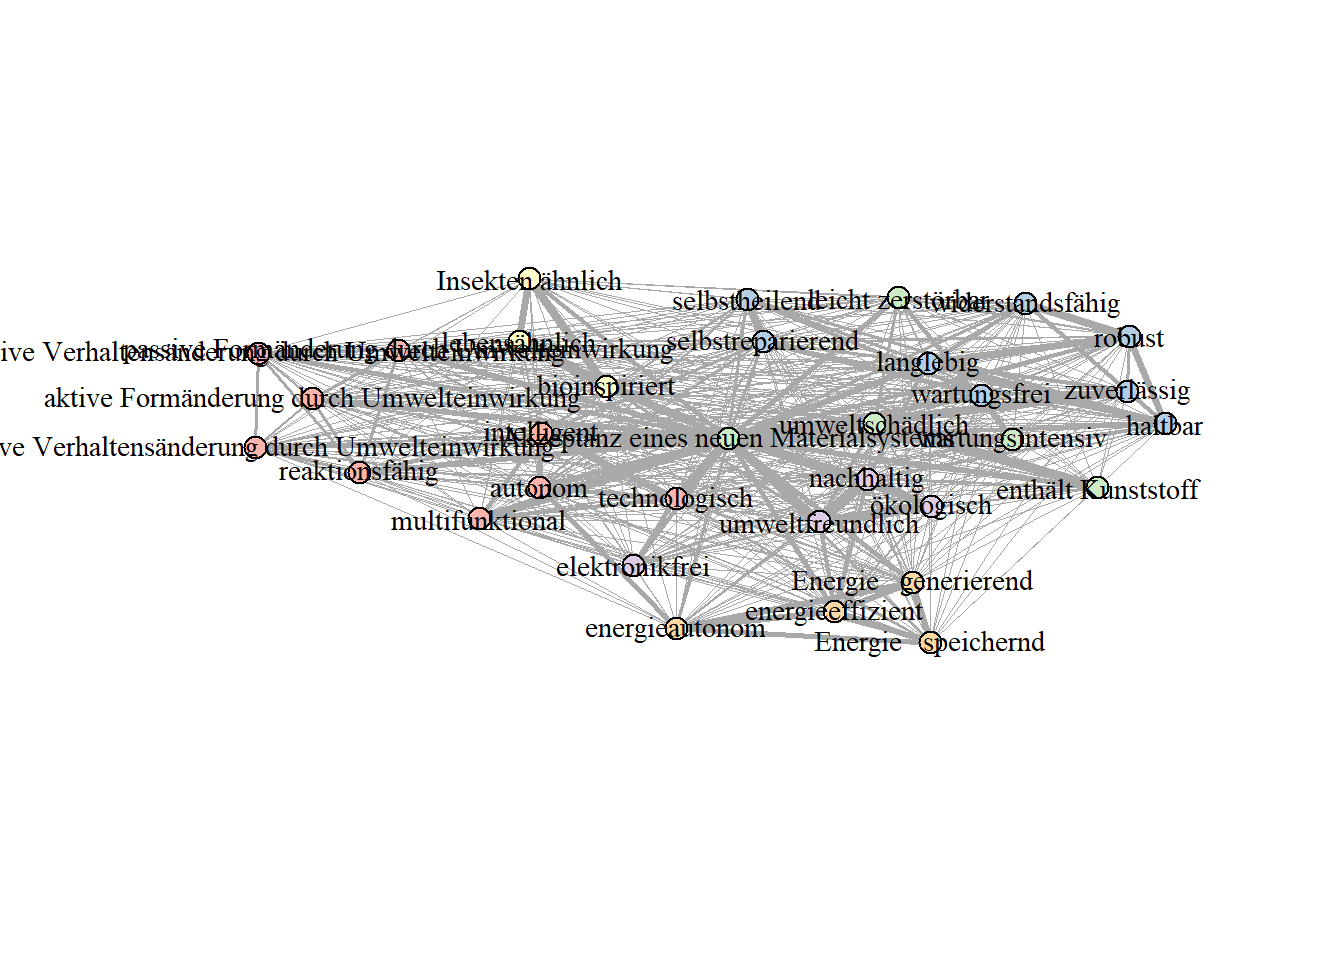 Insekten ähnlich
selbstheilend
leicht zerstörbar
widerstandsfähig
lebensähnlich
selbstreparierend
robust
ive Verhaltensänderung durch Umwelteinwirkung
passive Formänderung durch Umwelteinwirkung
langlebig
bioinspiriert
wartungsfrei
zuverlässig
aktive Formänderung durch Umwelteinwirkung
umweltschädlich
haltbar
intelligent
Akzeptanz eines neuen Materialsystems
wartungsintensiv
ve Verhaltensänderung durch Umwelteinwirkung
reaktionsfähig
nachhaltig
autonom
technologisch
enthält Kunststoff
ökologisch
multifunktional
umweltfreundlich
elektronikfrei
Energie generierend
energieeffizient
energieautonom
Energie speichernd